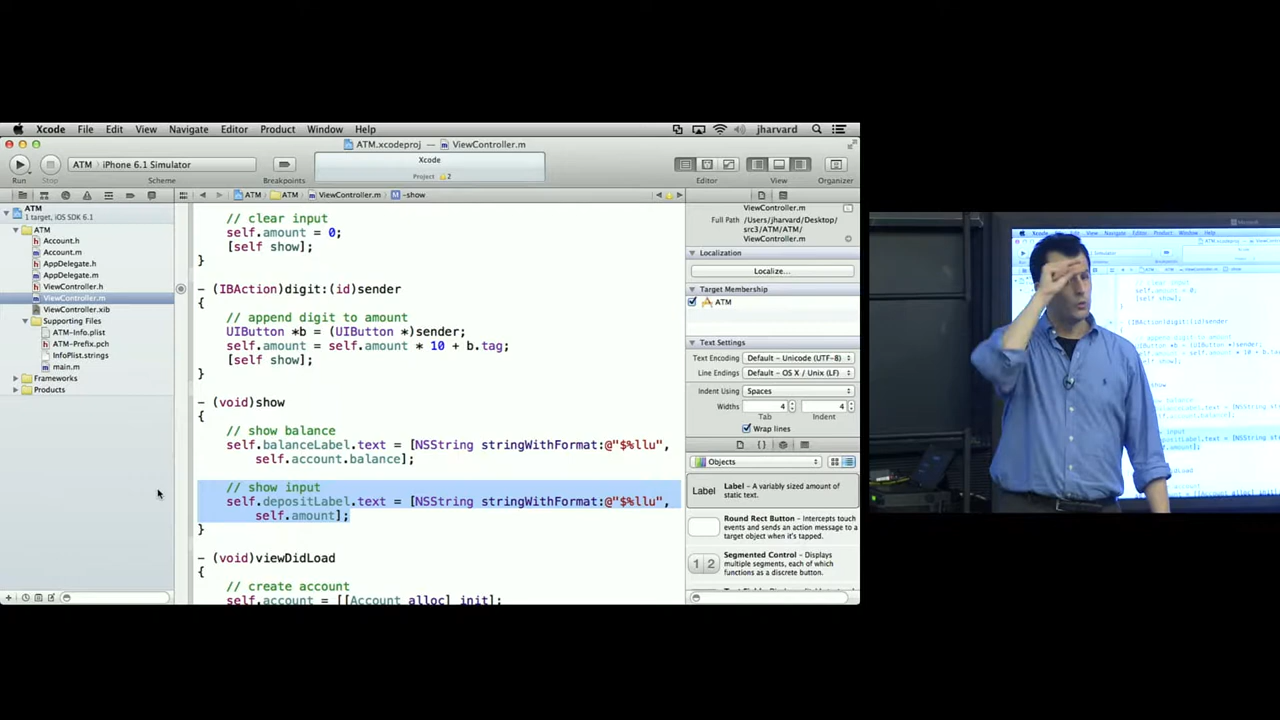 Xcode File Edit View Navigate Editor Product Window Help jharvard
ATM.xcodeproj — ViewController.m
ATM iPhone 6.1 Simulator
Xcode
Project 2
Run Stop Scheme Breakpoints Editor View Organizer
ATM ATM ViewController.m M -show
ATM
1 target, iOS SDK 6.1
ATM
Account.h
Account.m
AppDelegate.h
AppDelegate.m
ViewController.h
ViewController.m
ViewController.xib
Supporting Files
ATM-Info.plist
ATM-Prefix.pch
InfoPlist.strings
main.m
Frameworks
Products
// clear input
self.amount = 0;
[self show];
}
- (IBAction)digit:(id)sender
{
// append digit to amount
UIButton *b = (UIButton *)sender;
self.amount = self.amount * 10 + b.tag;
[self show];
}
- (void)show
{
// show balance
self.balanceLabel.text = [NSString stringWithFormat:@"$%llu",
self.account.balance];
// show input
self.depositLabel.text = [NSString stringWithFormat:@"$%llu",
self.amount];
}
- (void)viewDidLoad
{
// create account
self.account = [[Account alloc] init];
ViewController.m
Full Path /Users/jharvard/Desktop/
src3/ATM/ATM/
ViewController.m
Localization
Localize...
Target Membership
ATM
Text Settings
Text Encoding Default - Unicode (UTF-8)
Line Endings Default - OS X / Unix (LF)
Indent Using Spaces
Widths 4 4
Tab Indent
Wrap lines
Objects
Label Label - A variably sized amount of
static text.
Round Rect Button - Intercepts touch
events and sends an action message to a
target object when it's tapped.
1 2 Segmented Control - Displays
multiple segments, each of which
functions as a discrete button.